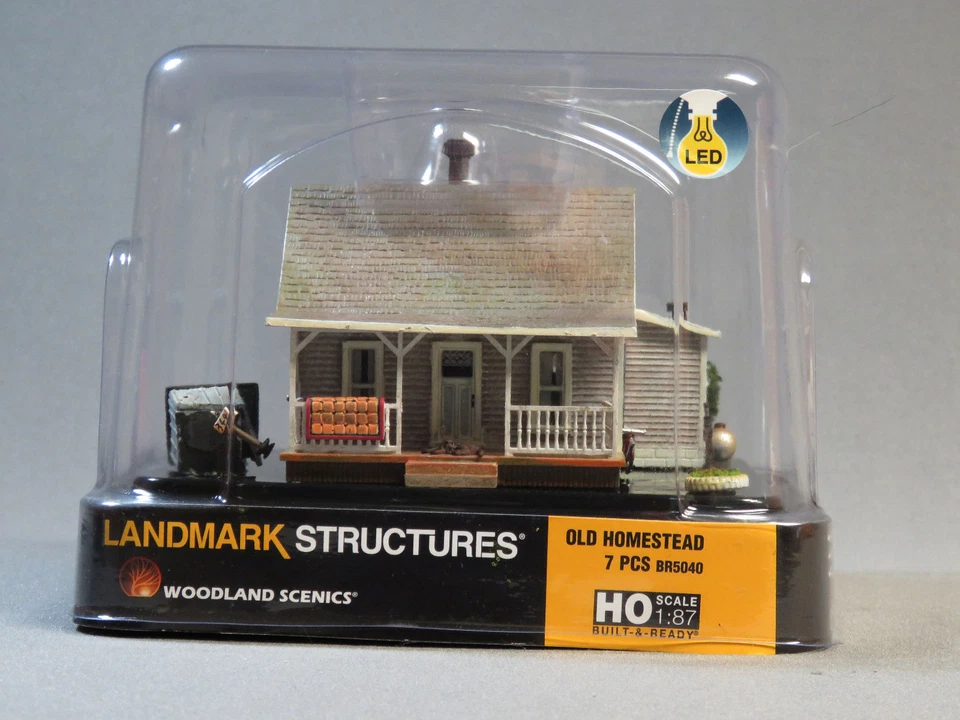 LED
LANDMARK STRUCTURES®
WOODLAND SCENICS®
OLD HOMESTEAD
7 PCS BR5040
HO SCALE
1:87
BUILT-&-READY®